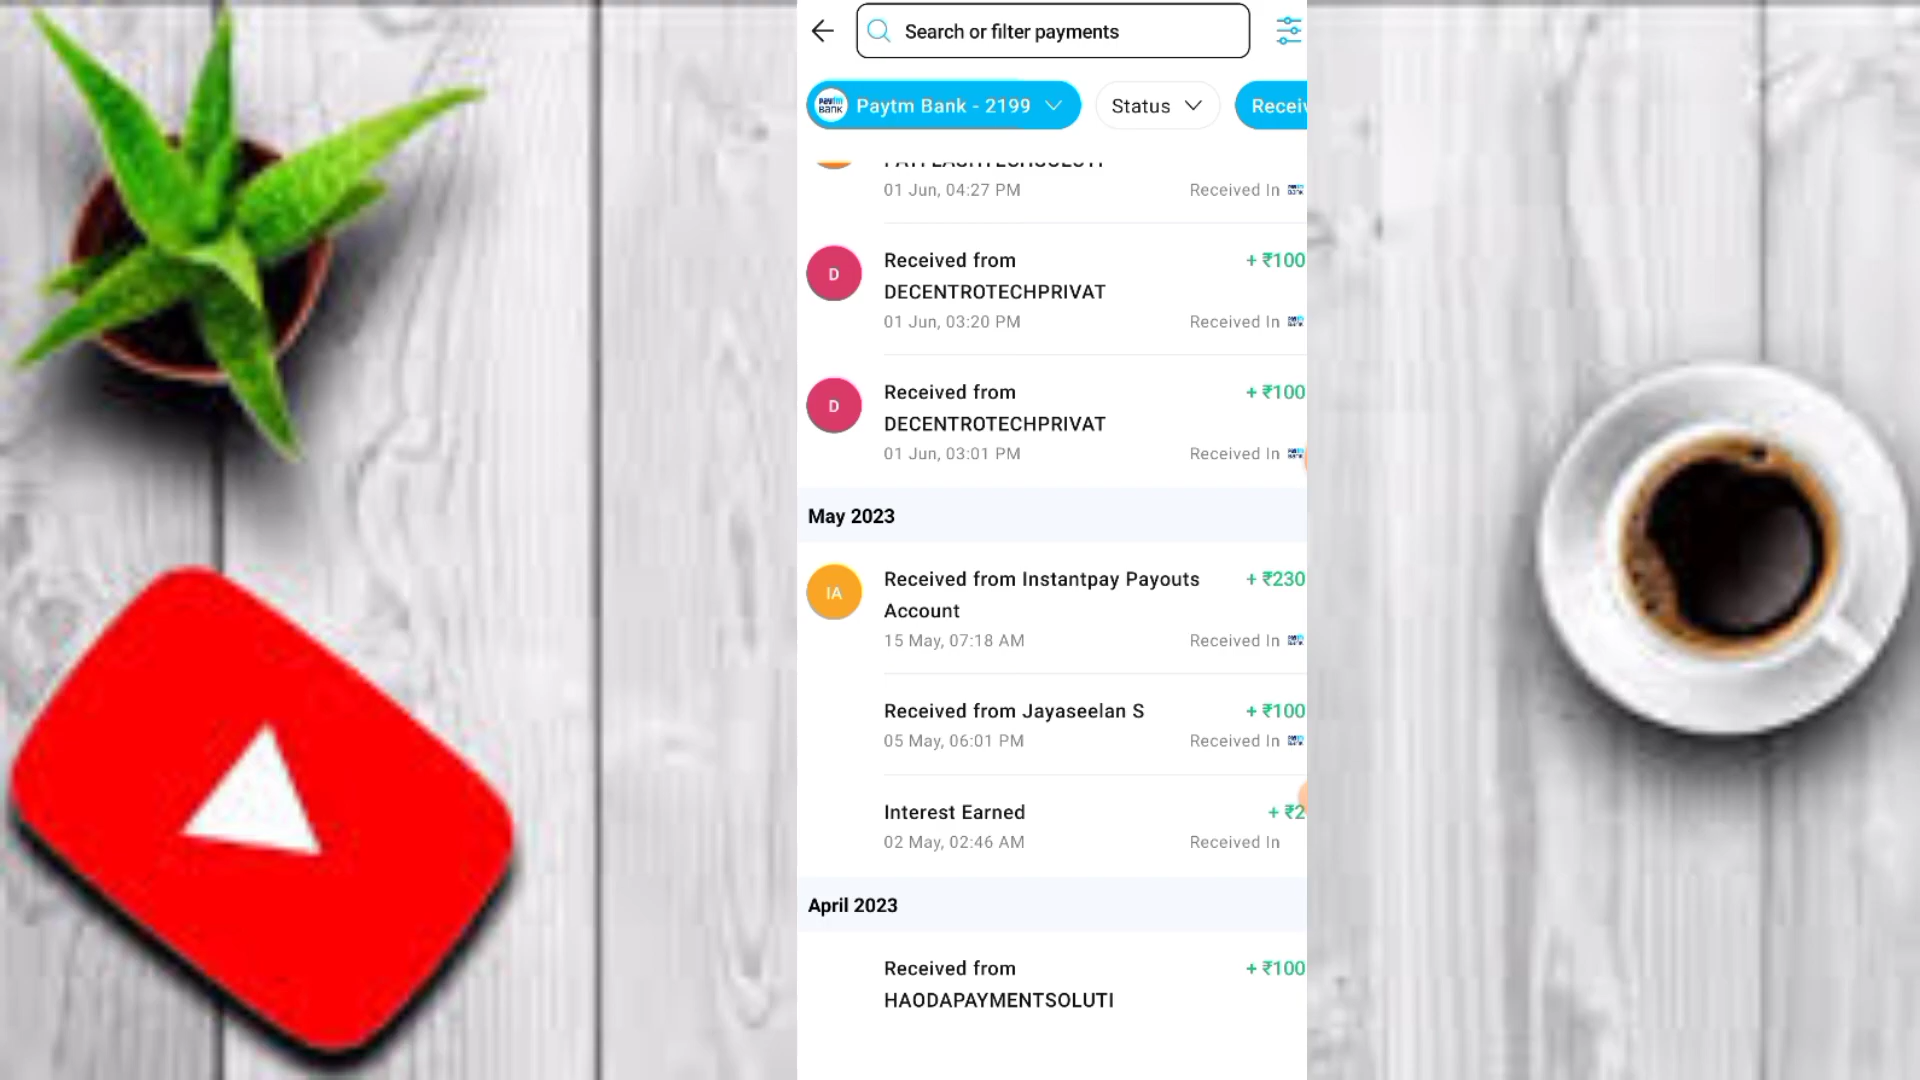 Search or filter payments
Paytm Bank - 2199
Status
Receiv
01 Jun, 04:27 PM
Received In
Received from
+ ₹100
DECENTROTECHPRIVAT
01 Jun, 03:20 PM
Received In
D
Received from
+ ₹100
DECENTROTECHPRIVAT
01 Jun, 03:01 PM
Received In
D
May 2023
Received from Instantpay Payouts
+ ₹230
Account
15 May, 07:18 AM
Received In
IA
Received from Jayaseelan S
+ ₹100
05 May, 06:01 PM
Received In
Interest Earned
+ ₹2
02 May, 02:46 AM
Received In
April 2023
Received from
+ ₹100
HAODAPAYMENTSOLUTI